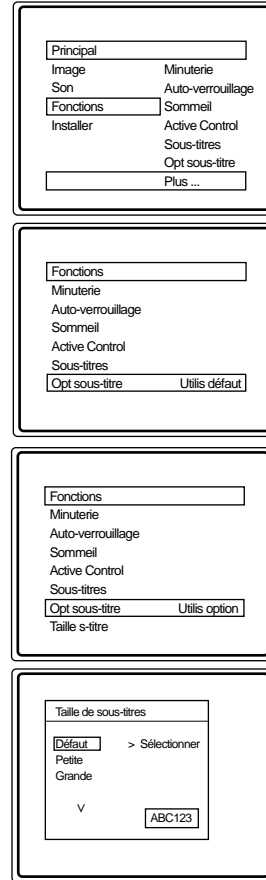 Principal
Image Minuterie
Son Auto-verrouillage
Fonctions Sommeil
Installer Active Control
Sous-titres
Opt sous-titre
Plus ...
Fonctions
Minuterie
Auto-verrouillage
Sommeil
Active Control
Sous-titres
Opt sous-titre Utilis défaut
Fonctions
Minuterie
Auto-verrouillage
Sommeil
Active Control
Sous-titres
Opt sous-titre Utilis option
Taille s-titre
Taille de sous-titres
Défaut > Sélectionner
Petite
Grande
ABC123